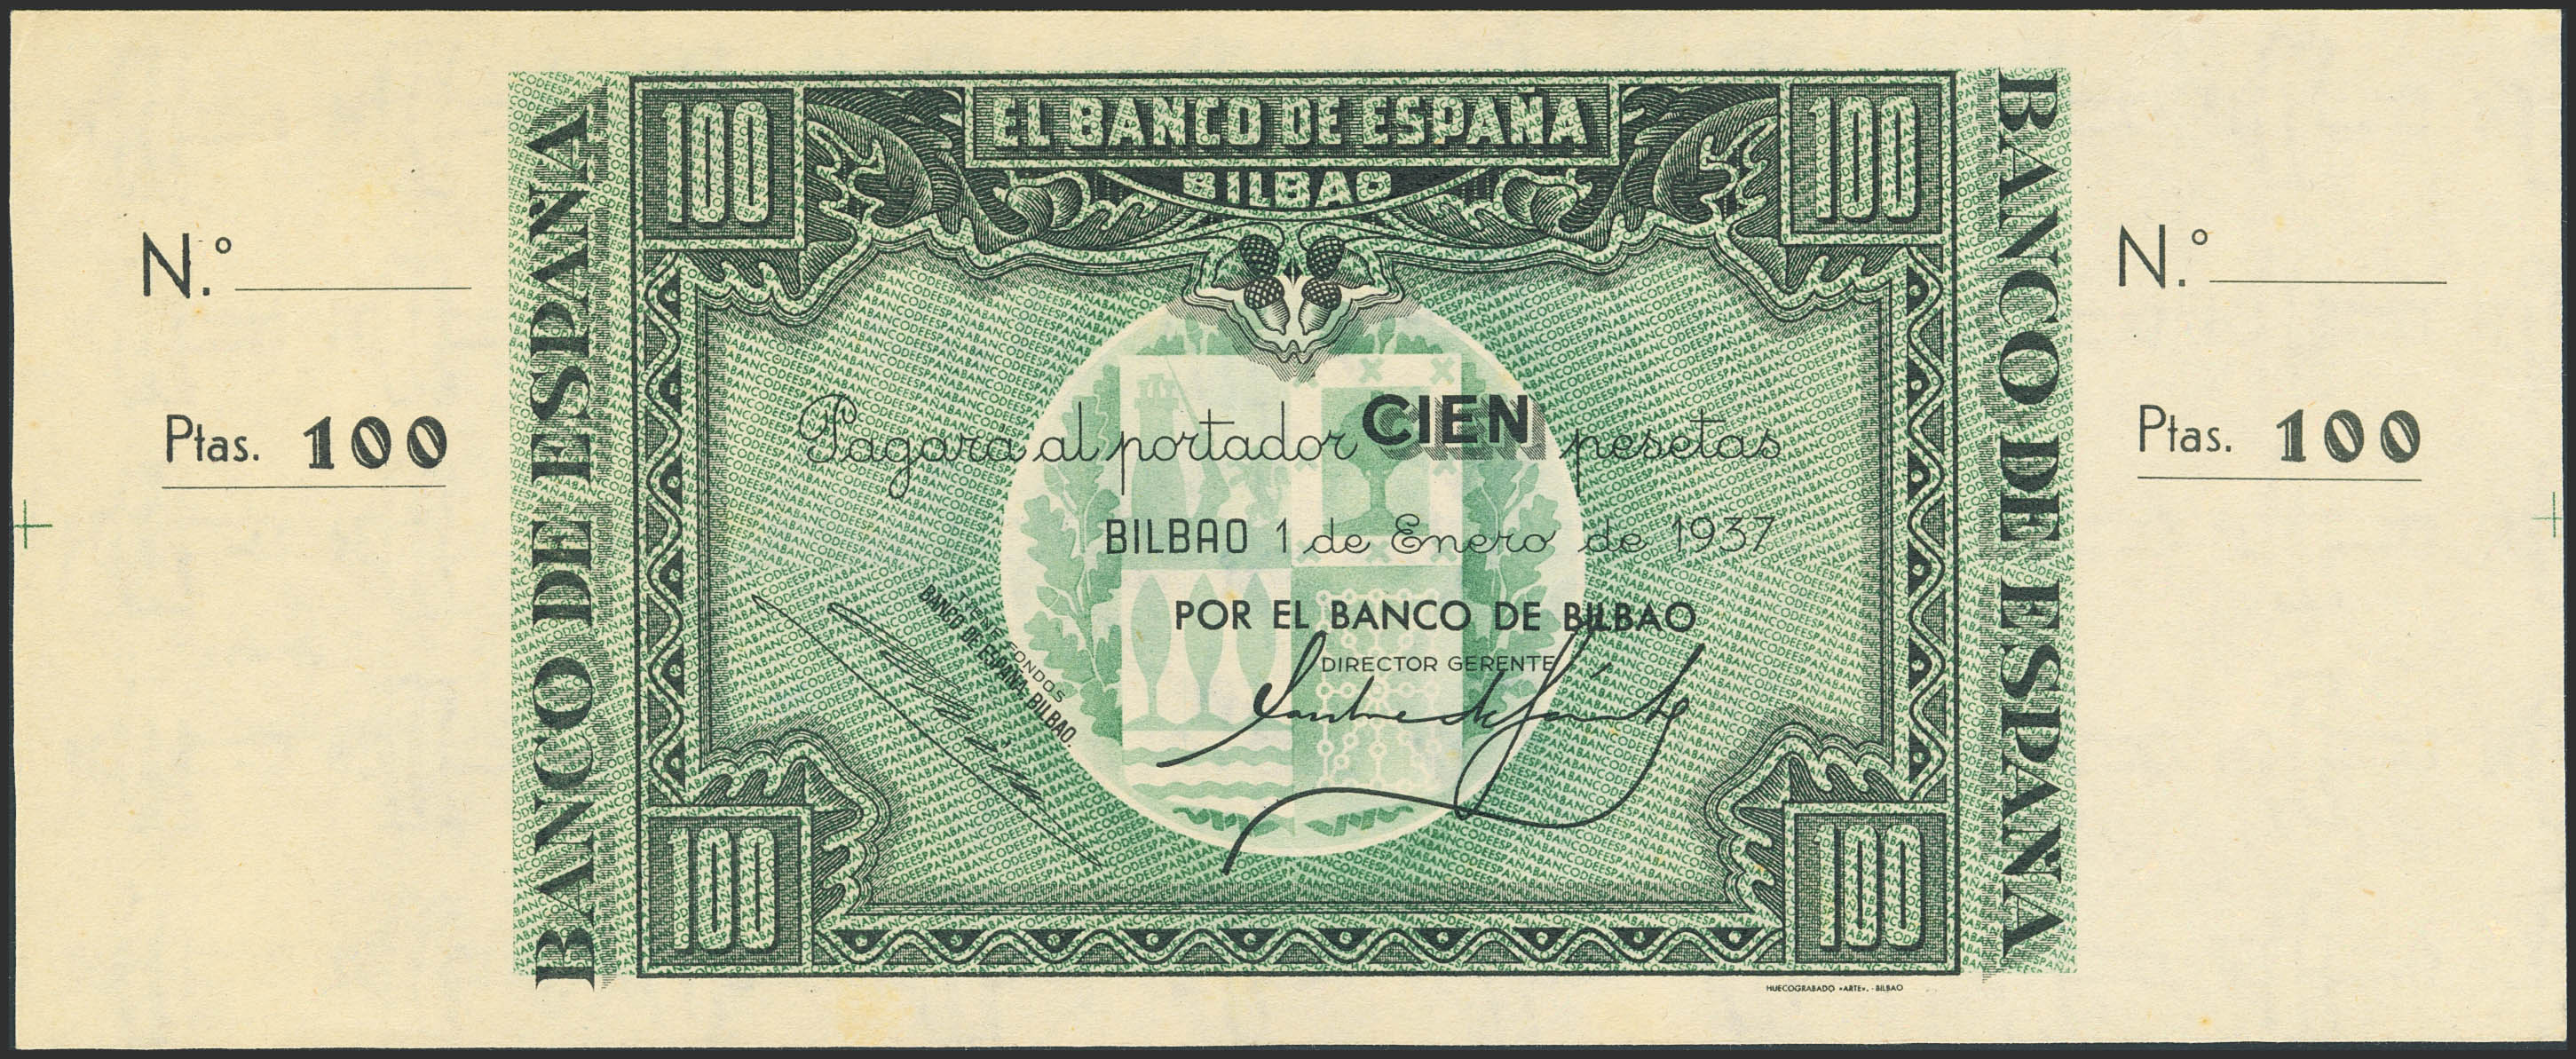 EL BANCO DE ESPAÑA
BILBAO
100
100
BANCO DE ESPAÑA
BANCO DE ESPAÑA
N.º
N.º
Ptas. 100
Ptas. 100
Pagara al portador CIEN pesetas
BILBAO 1 de Enero de 1937
POR EL BANCO DE BILBAO
DIRECTOR GERENTE
TIENE FONDOS
BANCO DE ESPAÑA-BILBAO.
100
100
HUECOGRABADO «ARTE». - BILBAO